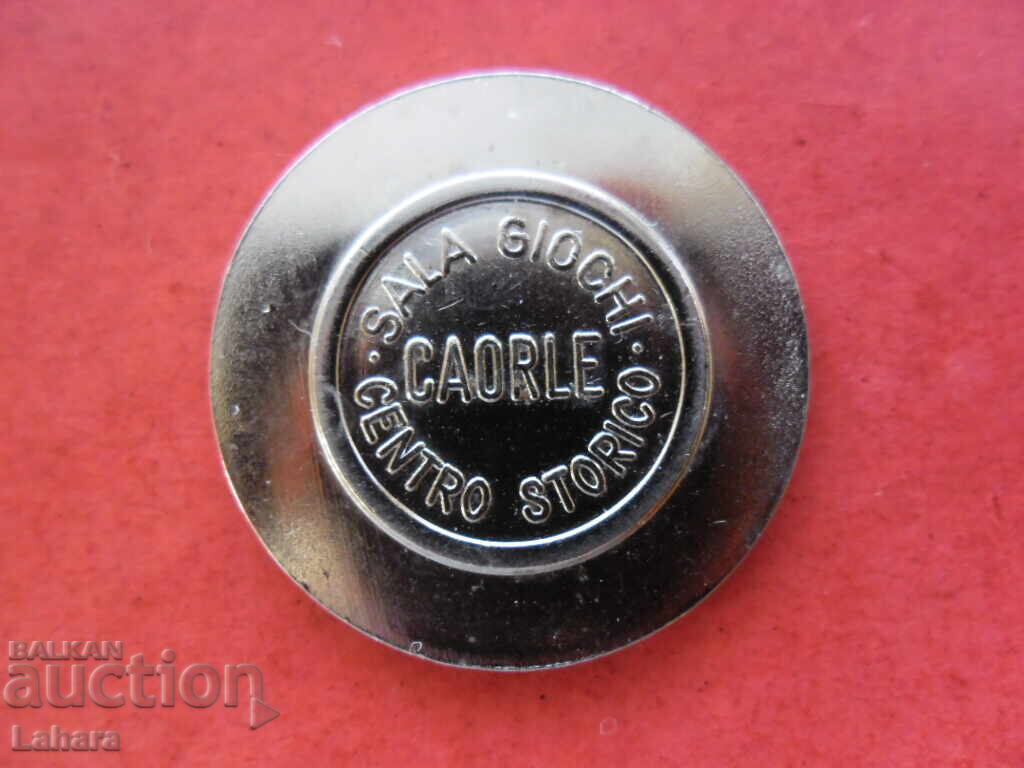 · SALA GIOCHI ·
CAORLE
CENTRO STORICO
BALKAN
auction
Lahara